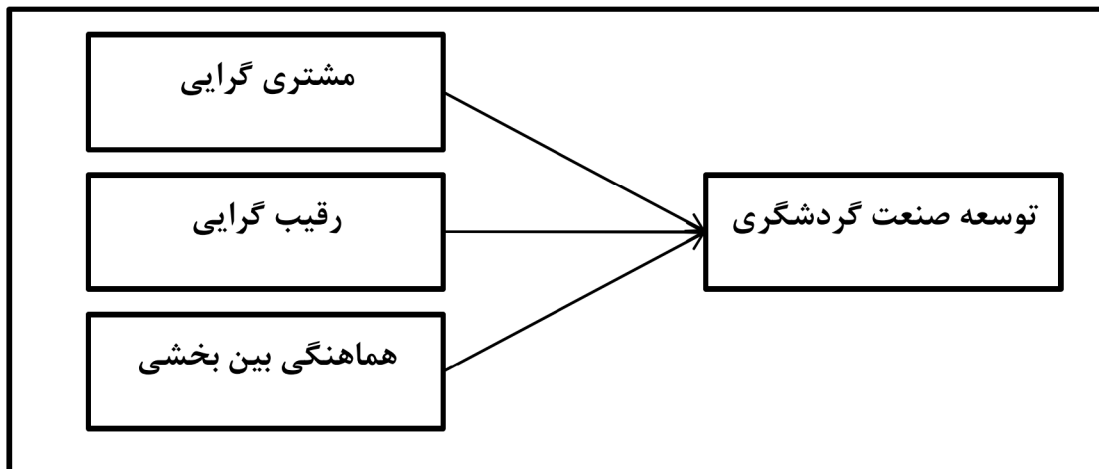 مشتری گرایی
رقیب گرایی
هماهنگی بین بخشی
توسعه صنعت گردشگری